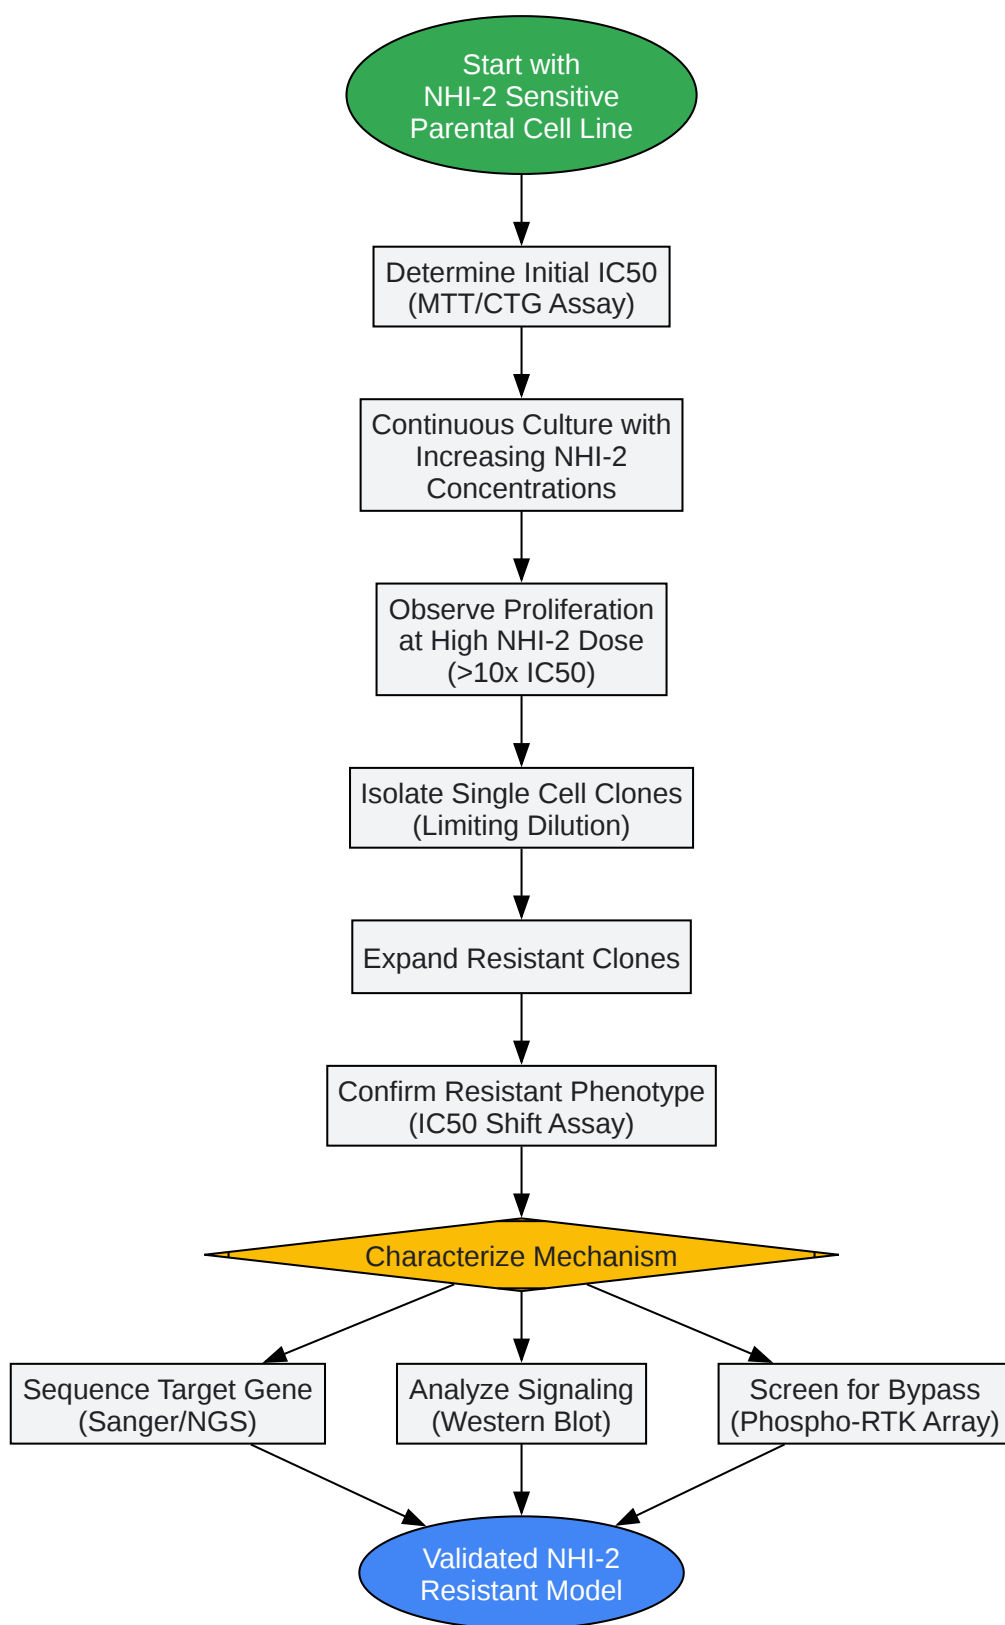 Start with
NHI-2 Sensitive
Parental Cell Line
Determine Initial IC50
(MTT/CTG Assay)
Continuous Culture with
Increasing NHI-2
Concentrations
Observe Proliferation
at High NHI-2 Dose
(>10x IC50)
Isolate Single Cell Clones
(Limiting Dilution)
Expand Resistant Clones
Confirm Resistant Phenotype
(IC50 Shift Assay)
Characterize Mechanism
Sequence Target Gene
(Sanger/NGS)
Analyze Signaling
(Western Blot)
Screen for Bypass
(Phospho-RTK Array)
Validated NHI-2
Resistant Model